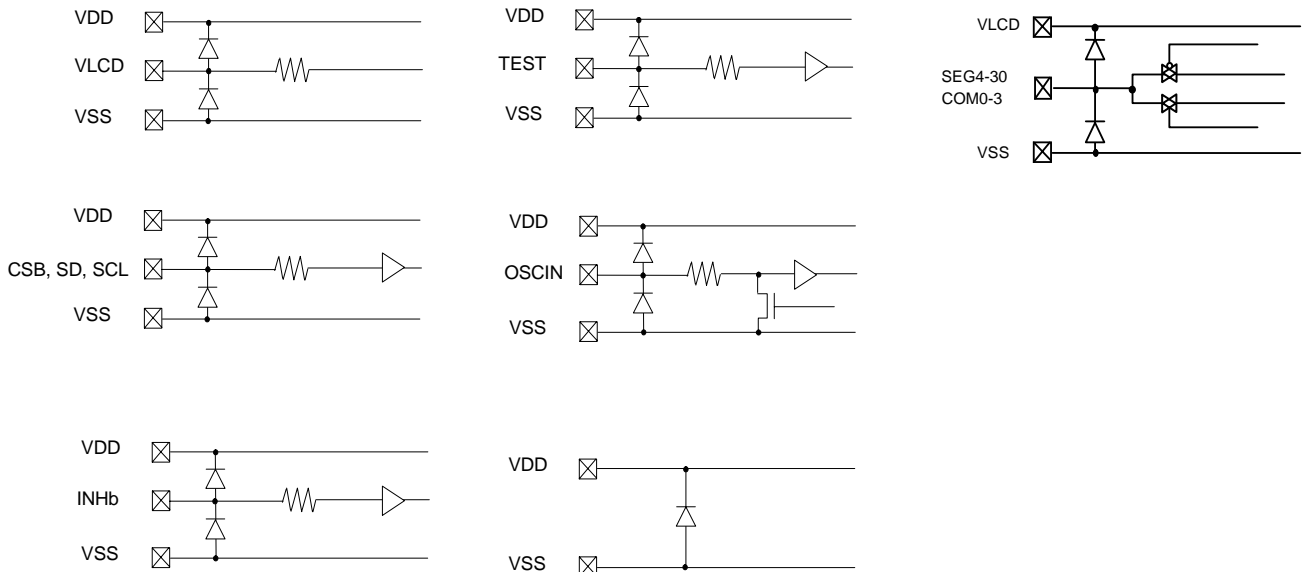 VDD
VLCD
VSS
VDD
TEST
VSS
VLCD
SEG4-30
COM0-3
VSS
VDD
CSB, SD, SCL
VSS
VDD
OSCIN
VSS
VDD
INHb
VSS
VDD
VSS